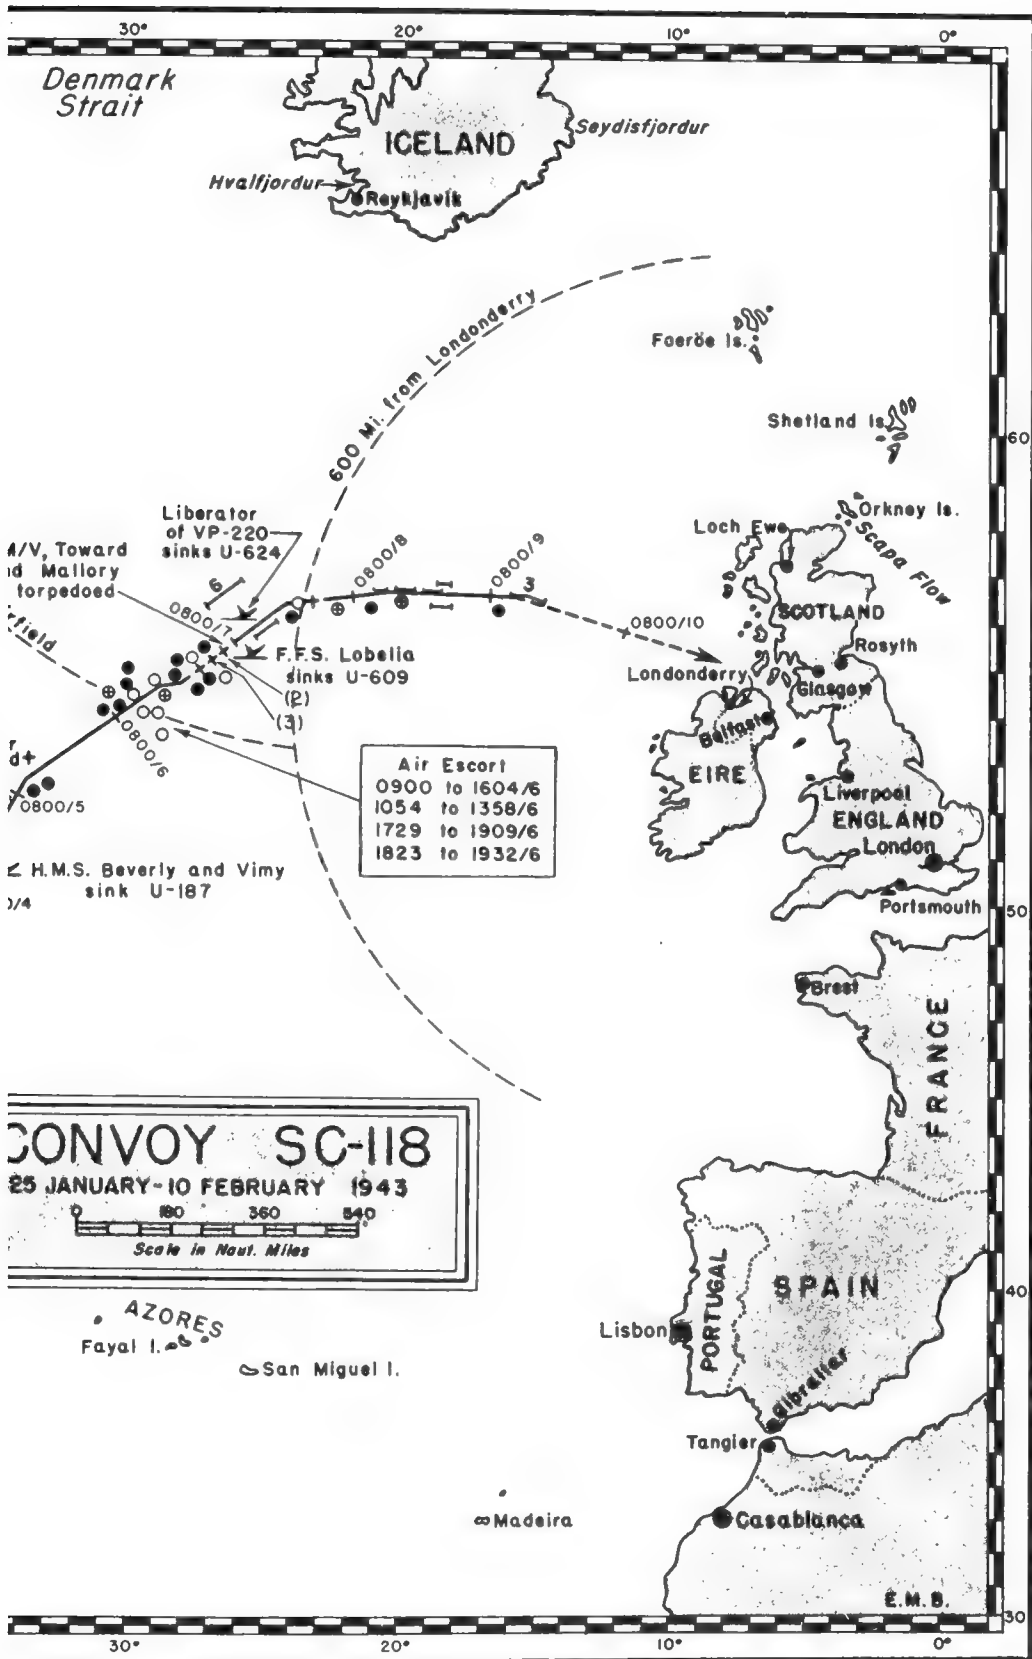 30°
20°
10°
0°
Denmark
Strait
ICELAND
Seydisfjordur
Hvalfjordur
Reykjavik
600 Mi. from Londonderry
Faeröe Is.
Shetland Is.
60
Orkney Is.
Scapa Flow
Loch Ewe
Liberator
of VP-220
sinks U-624
M/V, Toward
Mallory
torpedoed
6
0800/7
0800/8
0800/9
3
0800/10
SCOTLAND
Rosyth
Londonderry
Glasgow
Belfast
F.F.S. Lobelia
sinks U-609
(2)
(3)
0800/6
0800/5
Air Escort
0900 to 1604/6
1054 to 1358/6
1729 to 1909/6
1823 to 1932/6
EIRE
Liverpool
ENGLAND
London
Portsmouth
H.M.S. Beverly and Vimy
sink U-187
0/4
50
Brest
FRANCE
CONVOY SC-118
25 JANUARY-10 FEBRUARY 1943
0 180 360 540
Scale in Naut. Miles
AZORES
Fayal I.
San Miguel I.
PORTUGAL
SPAIN
40
Lisbon
Gibraltar
Tangier
Madeira
Casablanca
E.M.B.
30
30°
20°
10°
0°